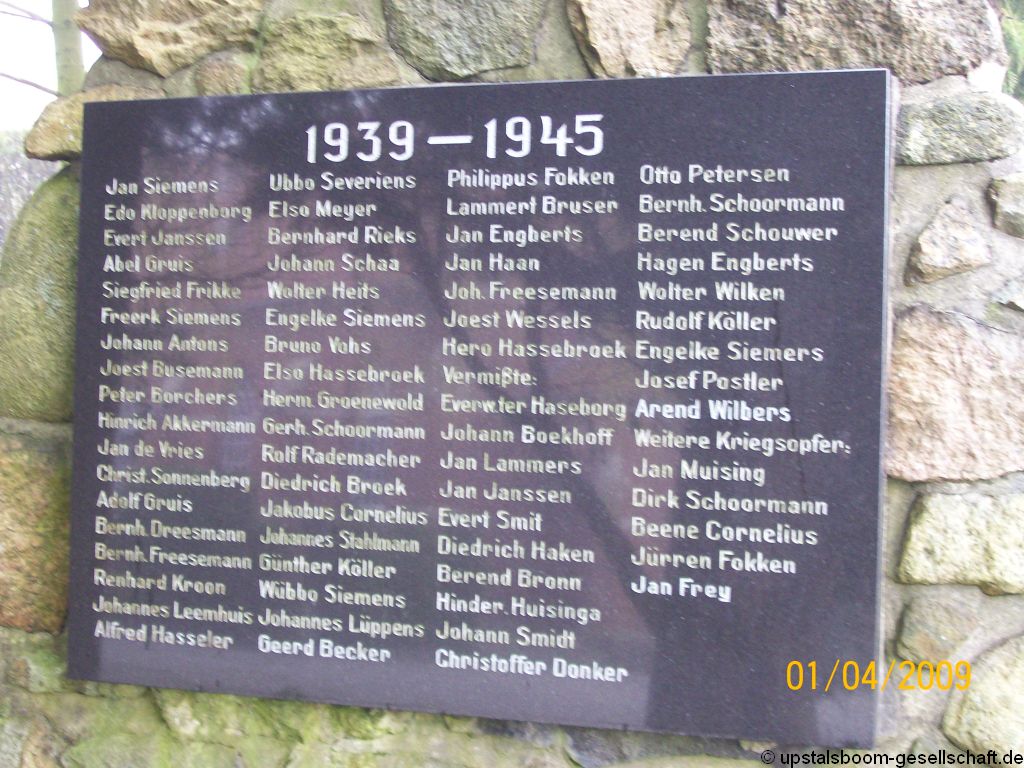 1939 – 1945
Jan Siemens
Edo Kloppenborg
Evert Janssen
Abel Gruis
Siegfried Frikke
Freerk Siemens
Johann Antons
Joest Busemann
Peter Borchers
Hinrich Akkermann
Jan de Vries
Christ. Sonnenberg
Adolf Gruis
Bernh. Dreesmann
Bernh. Freesemann
Renhard Kroon
Johannes Leemhuis
Alfred Hasseler
Ubbo Severiens
Elso Meyer
Bernhard Rieks
Johann Schaa
Wolter Heits
Engelke Siemens
Bruno Vohs
Elso Hassebroek
Herm. Groenewold
Gerh. Schoormann
Rolf Rademacher
Diedrich Broek
Jakobus Cornelius
Johannes Stahlmann
Günther Köller
Wübbo Siemens
Johannes Lüppens
Geerd Becker
Philippus Fokken
Lammert Bruser
Jan Engberts
Jan Haan
Joh. Freesemann
Joest Wessels
Hero Hassebroek
Vermißte:
Everw. ter Haseborg
Johann Boekhoff
Jan Lammers
Jan Janssen
Evert Smit
Diedrich Haken
Berend Bronn
Hinder. Huisinga
Johann Smidt
Christoffer Donker
Otto Petersen
Bernh. Schoormann
Berend Schouwer
Hagen Engberts
Wolter Wilken
Rudolf Köller
Engelke Siemers
Josef Postler
Arend Wilbers
Weitere Kriegsopfer:
Jan Muising
Dirk Schoormann
Beene Cornelius
Jürren Fokken
Jan Frey
01/04/2009
© upstalsboom-gesellschaft.de